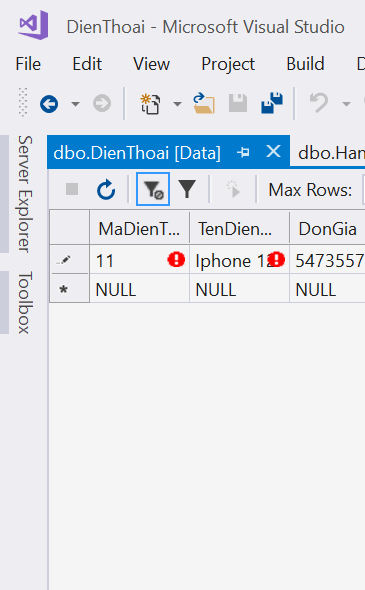 DienThoai - Microsoft Visual Studio
File Edit View Project Build D
Server Explorer
Toolbox
dbo.DienThoai [Data] dbo.Han
Max Rows:
MaDienT... TenDien... DonGia
11 Iphone 12 5473557
* NULL NULL NULL